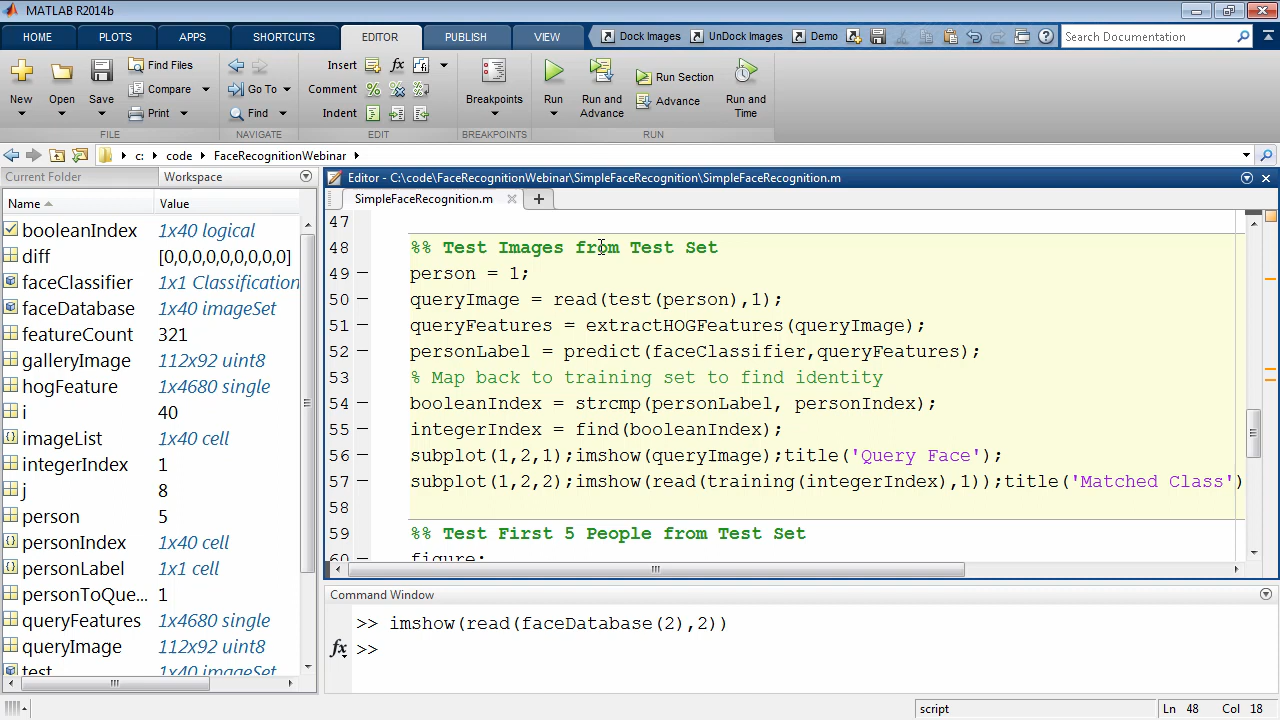 MATLAB R2014b
HOME PLOTS APPS SHORTCUTS EDITOR PUBLISH VIEW Dock Images UnDock Images Demo Search Documentation
New Open Save Find Files Compare Print
Go To Find
Insert fx
Comment
Indent
Breakpoints Run Run and Advance Run Section Advance Run and Time
FILE NAVIGATE EDIT BREAKPOINTS RUN
c: code FaceRecognitionWebinar
Current Folder Workspace
Name Value
booleanIndex 1x40 logical
diff [0,0,0,0,0,0,0,0,0]
faceClassifier 1x1 Classification
faceDatabase 1x40 imageSet
featureCount 321
galleryImage 112x92 uint8
hogFeature 1x4680 single
i 40
imageList 1x40 cell
integerIndex 1
j 8
person 5
personIndex 1x40 cell
personLabel 1x1 cell
personToQue... 1
queryFeatures 1x4680 single
queryImage 112x92 uint8
test 1x40 imageSet
Editor - C:\code\FaceRecognitionWebinar\SimpleFaceRecognition\SimpleFaceRecognition.m
SimpleFaceRecognition.m
47
48 %% Test Images from Test Set
49 person = 1;
50 queryImage = read(test(person),1);
51 queryFeatures = extractHOGFeatures(queryImage);
52 personLabel = predict(faceClassifier,queryFeatures);
53 % Map back to training set to find identity
54 booleanIndex = strcmp(personLabel, personIndex);
55 integerIndex = find(booleanIndex);
56 subplot(1,2,1);imshow(queryImage);title('Query Face');
57 subplot(1,2,2);imshow(read(training(integerIndex),1));title('Matched Class')
58
59 %% Test First 5 People from Test Set
60 figure;
Command Window
>> imshow(read(faceDatabase(2),2))
fx >>
script Ln 48 Col 18